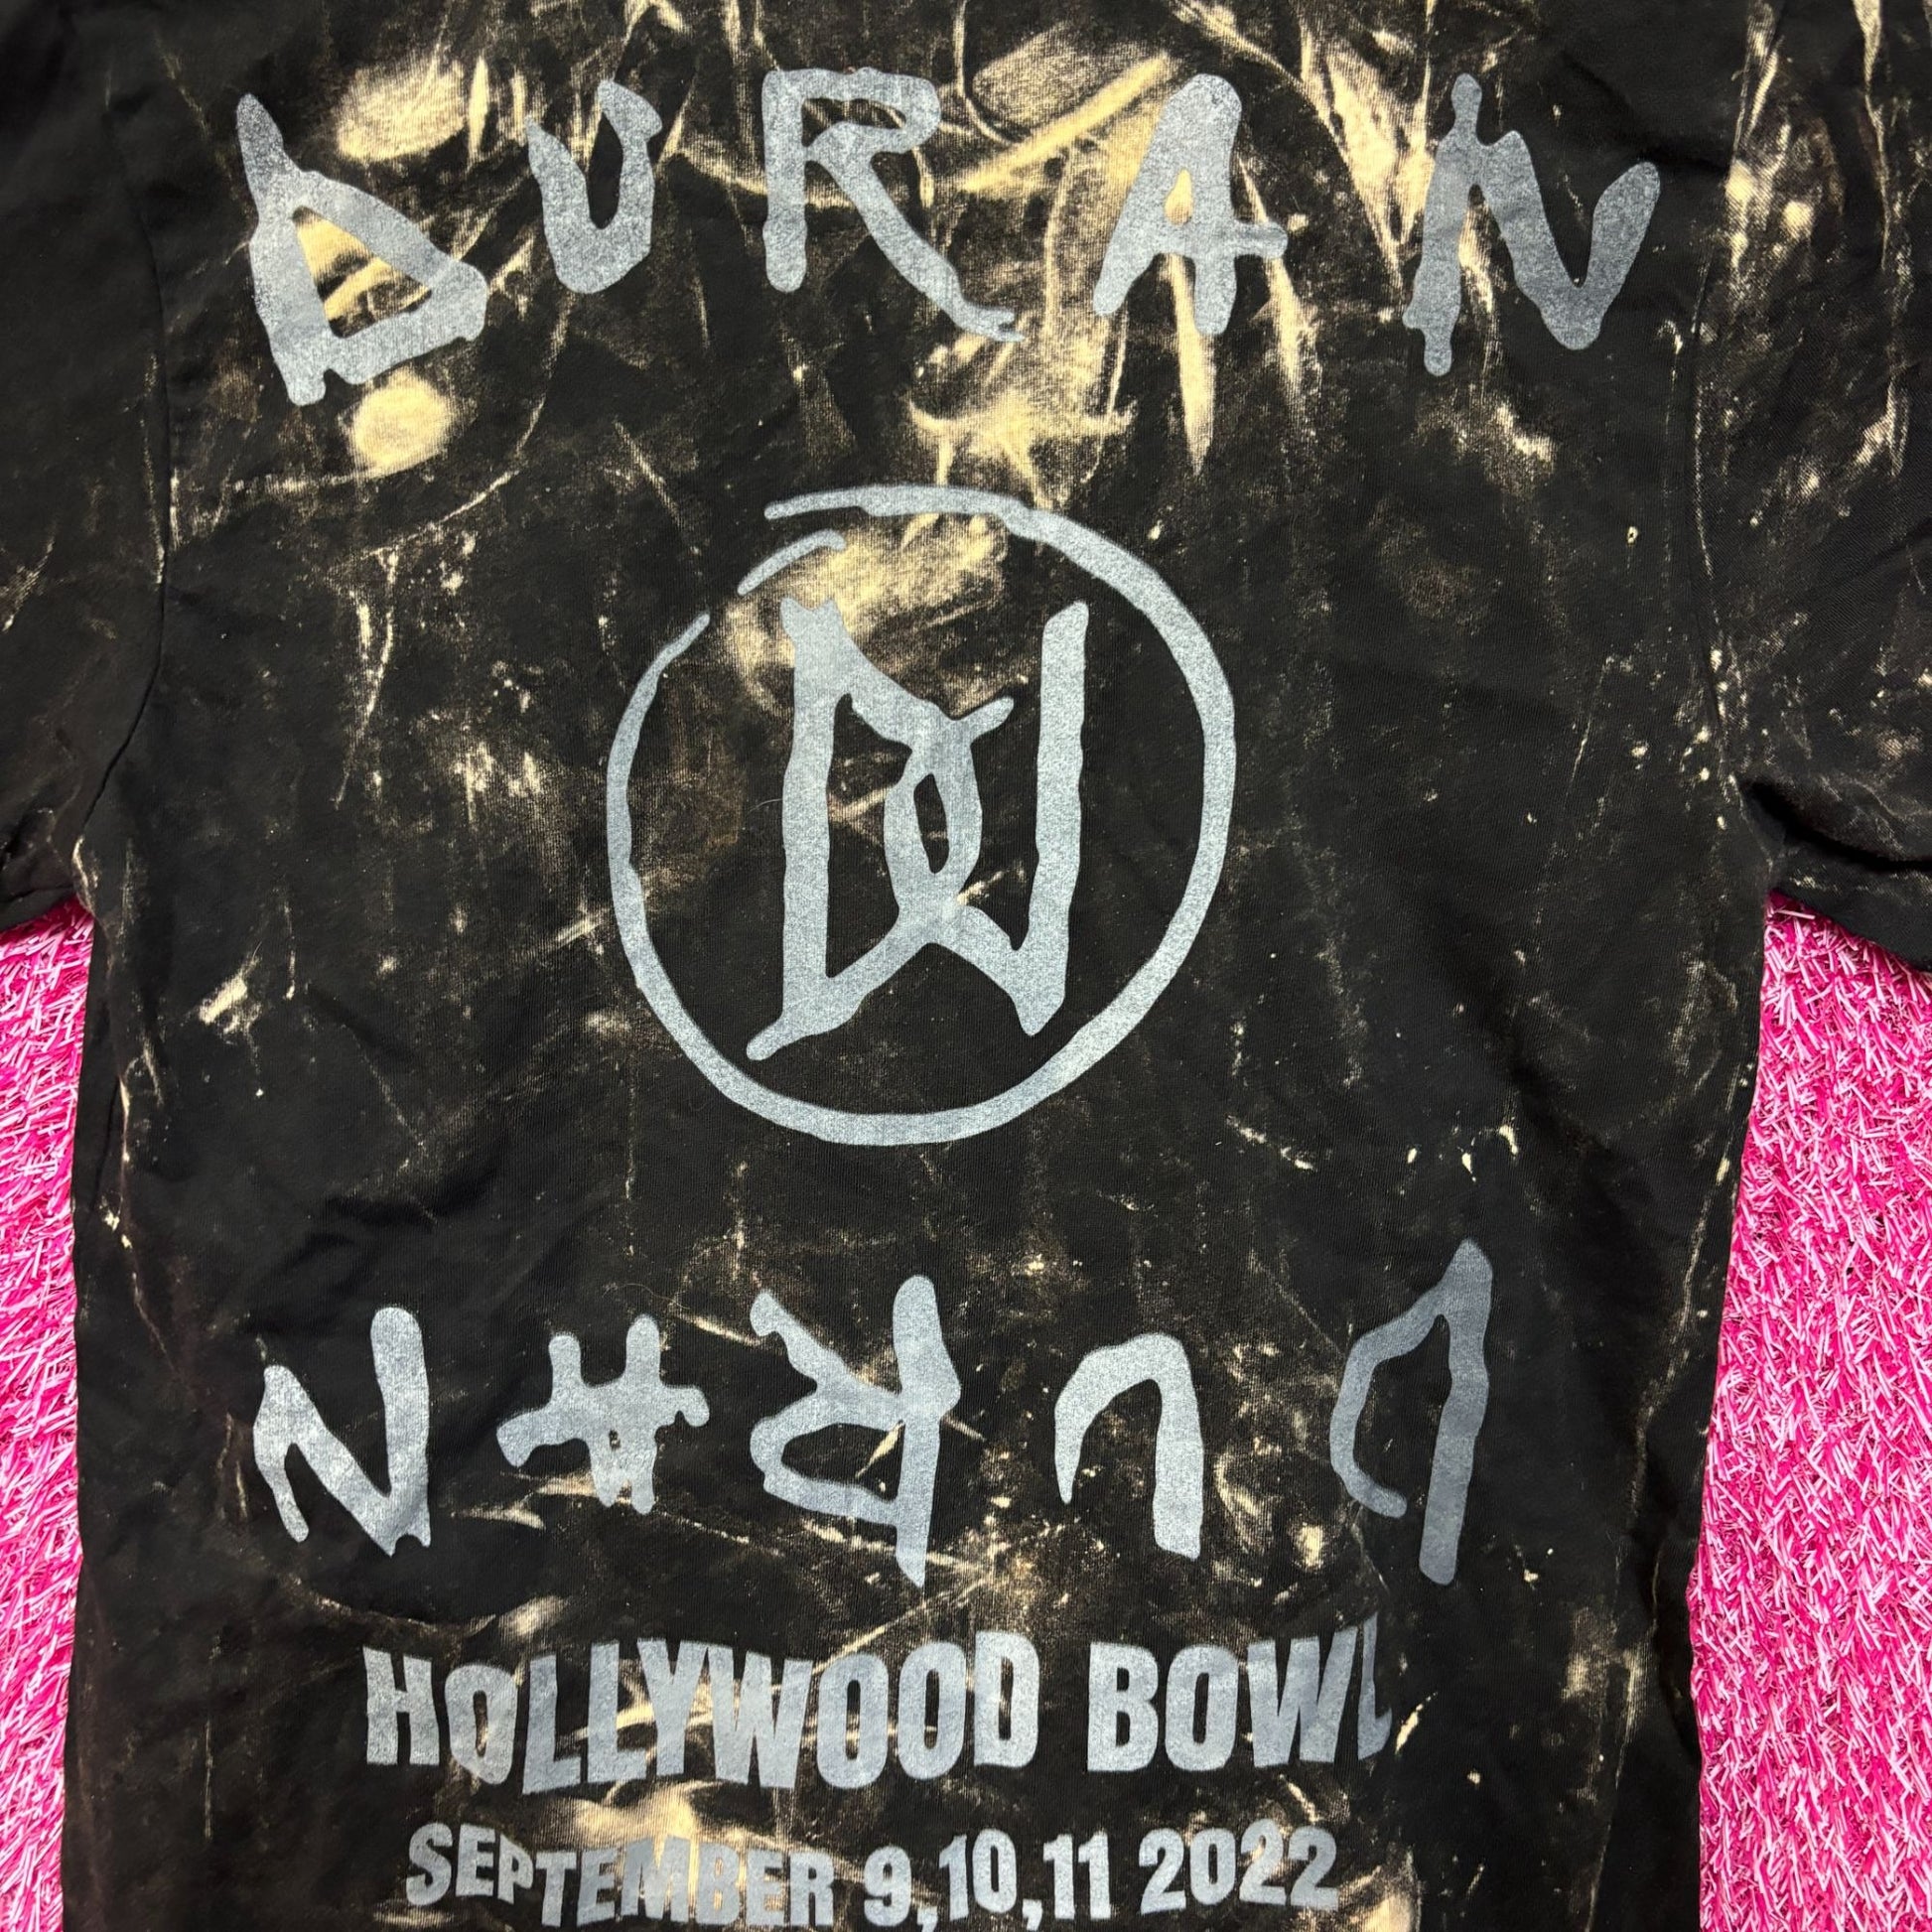 DURAN
DURAN
HOLLYWOOD BOWL
SEPTEMBER 9,10,11 2022